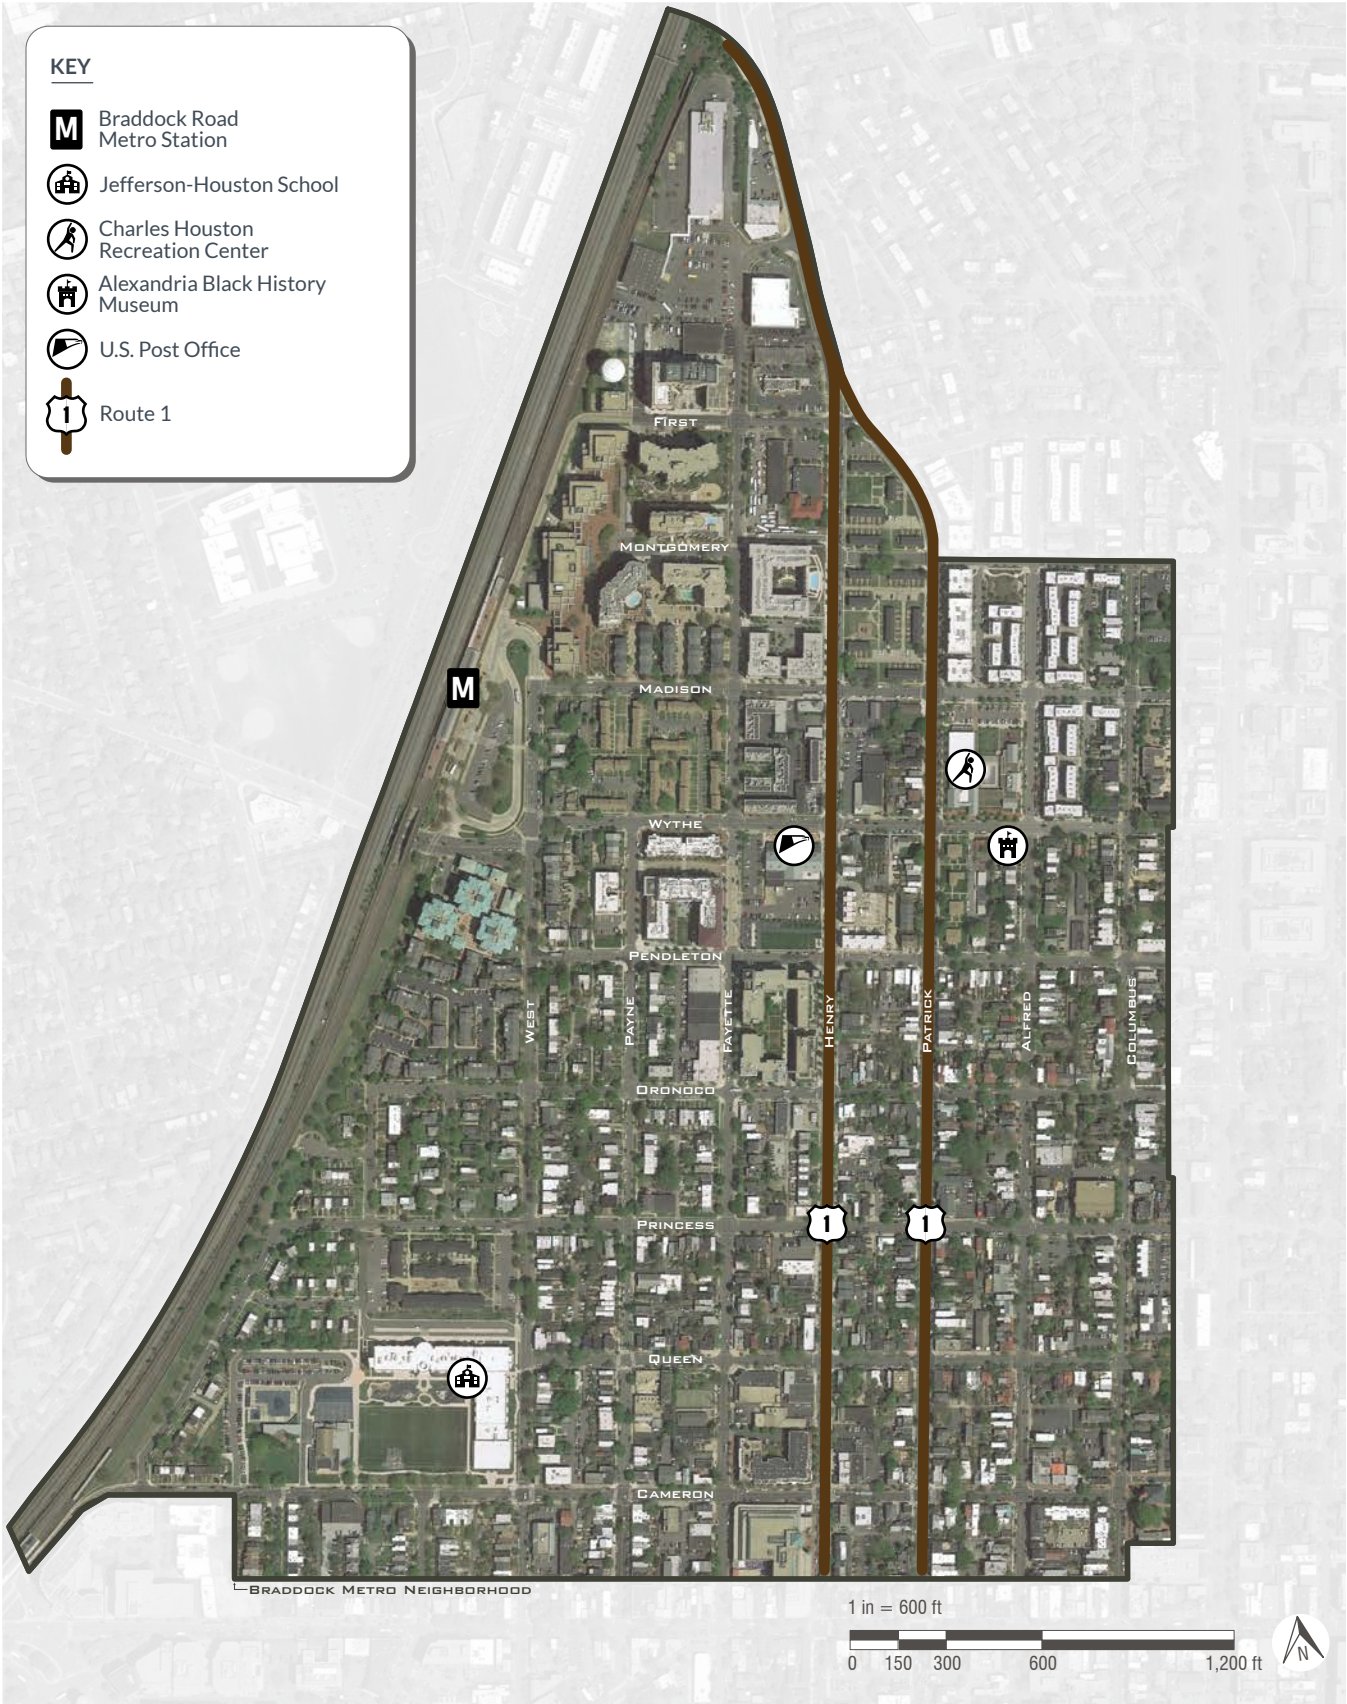 KEY
M
Braddock Road
Metro Station
Jefferson-Houston School
Charles Houston
Recreation Center
Alexandria Black History
Museum
U.S. Post Office
1
Route 1
FIRST
MONTGOMERY
M
MADISON
WYTHE
PENDLETON
WEST
PAYNE
FAYETTE
HENRY
PATRICK
ALFRED
COLUMBUS
ORONOCO
PRINCESS
1
1
QUEEN
CAMERON
BRADDOCK METRO NEIGHBORHOOD
1 in = 600 ft
0 150 300 600 1,200 ft
N